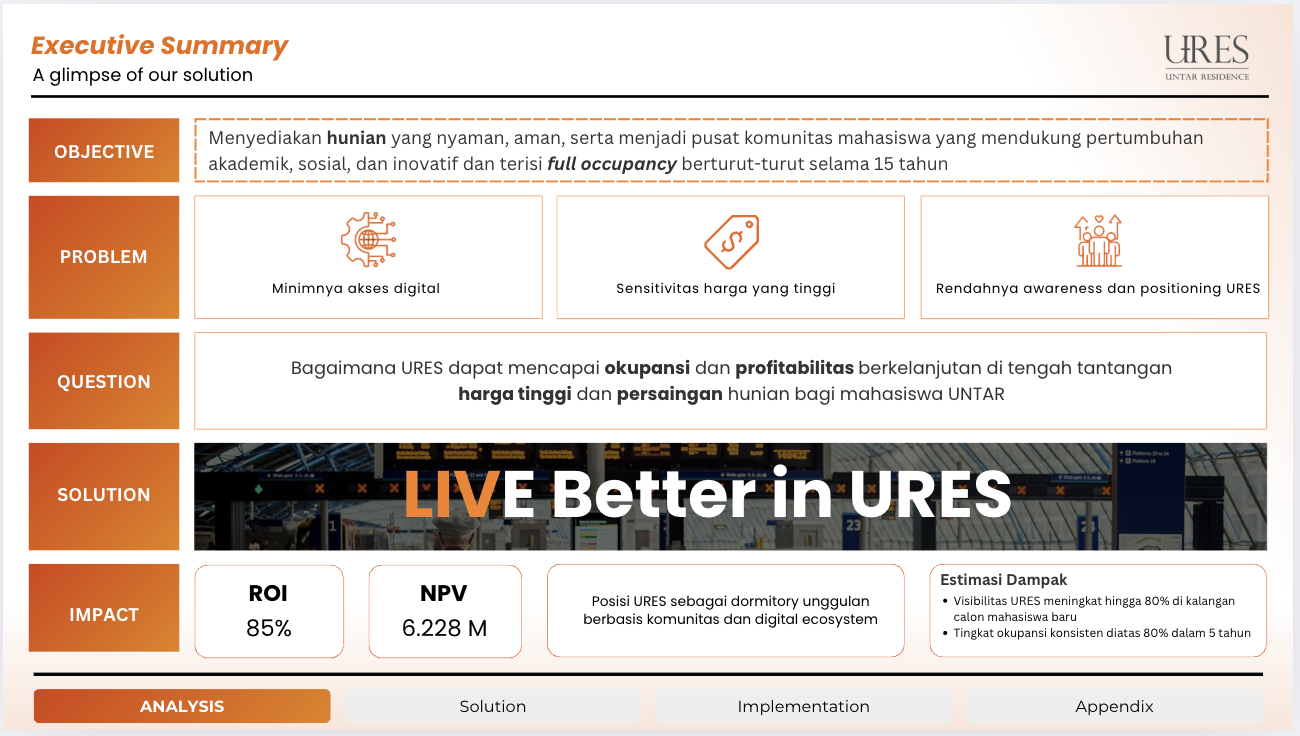 Executive Summary
A glimpse of our solution
URES
UNTAR RESIDENCE
OBJECTIVE
Menyediakan hunian yang nyaman, aman, serta menjadi pusat komunitas mahasiswa yang mendukung pertumbuhan
akademik, sosial, dan inovatif dan terisi full occupancy berturut-turut selama 15 tahun
PROBLEM
Minimnya akses digital
Sensitivitas harga yang tinggi
Rendahnya awareness dan positioning URES
QUESTION
Bagaimana URES dapat mencapai okupansi dan profitabilitas berkelanjutan di tengah tantangan
harga tinggi dan persaingan hunian bagi mahasiswa UNTAR
SOLUTION
LIVE Better in URES
23
24
IMPACT
ROI
85%
NPV
6.228 M
Posisi URES sebagai dormitory unggulan
berbasis komunitas dan digital ecosystem
Estimasi Dampak
• Visibilitas URES meningkat hingga 80% di kalangan
calon mahasiswa baru
• Tingkat okupansi konsisten diatas 80% dalam 5 tahun
ANALYSIS
Solution
Implementation
Appendix